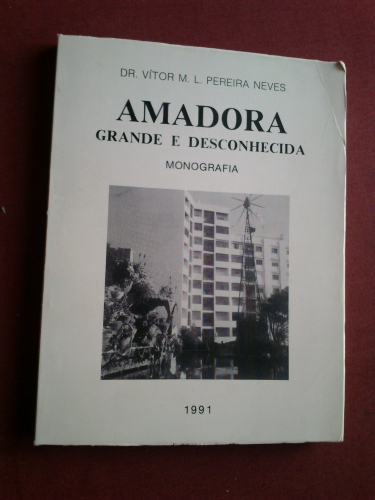 DR. VÍTOR M. L. PEREIRA NEVES
AMADORA
GRANDE E DESCONHECIDA
MONOGRAFIA
1991